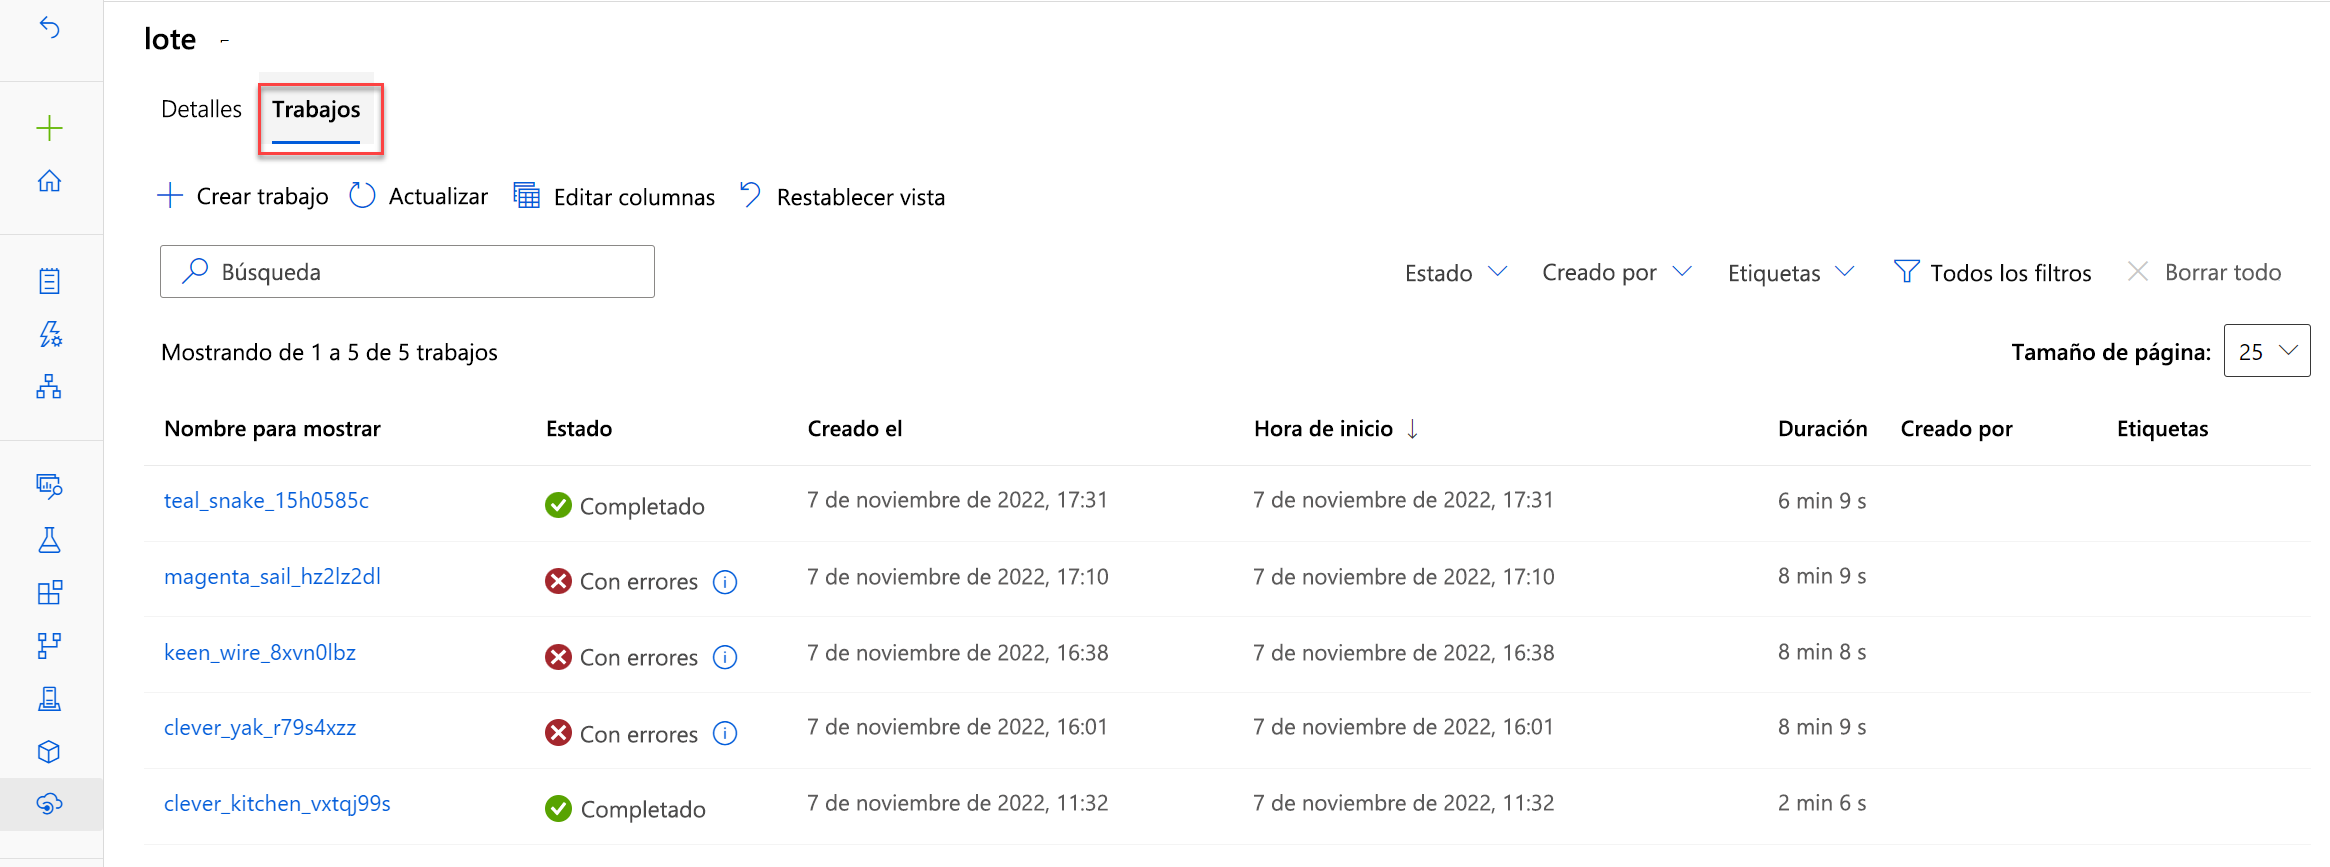 lote
Detalles Trabajos
Crear trabajo Actualizar Editar columnas Restablecer vista
Búsqueda Estado Creado por Etiquetas Todos los filtros Borrar todo
Mostrando de 1 a 5 de 5 trabajos Tamaño de página: 25
Nombre para mostrar Estado Creado el Hora de inicio Duración Creado por Etiquetas
teal_snake_15h0585c Completado 7 de noviembre de 2022, 17:31 7 de noviembre de 2022, 17:31 6 min 9 s
magenta_sail_hz2lz2dl Con errores 7 de noviembre de 2022, 17:10 7 de noviembre de 2022, 17:10 8 min 9 s
keen_wire_8xvn0lbz Con errores 7 de noviembre de 2022, 16:38 7 de noviembre de 2022, 16:38 8 min 8 s
clever_yak_r79s4xzz Con errores 7 de noviembre de 2022, 16:01 7 de noviembre de 2022, 16:01 8 min 9 s
clever_kitchen_vxtqj99s Completado 7 de noviembre de 2022, 11:32 7 de noviembre de 2022, 11:32 2 min 6 s